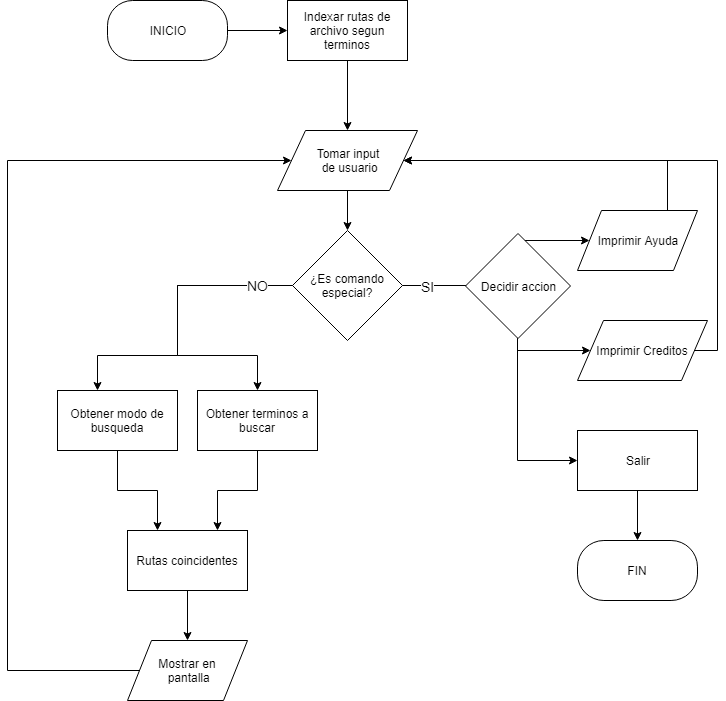 INICIO
Indexar rutas de
archivo segun
terminos
Tomar input
de usuario
¿Es comando
especial?
NO
SI
Decidir accion
Imprimir Ayuda
Imprimir Creditos
Obtener modo de
busqueda
Obtener terminos a
buscar
Salir
Rutas coincidentes
FIN
Mostrar en
pantalla